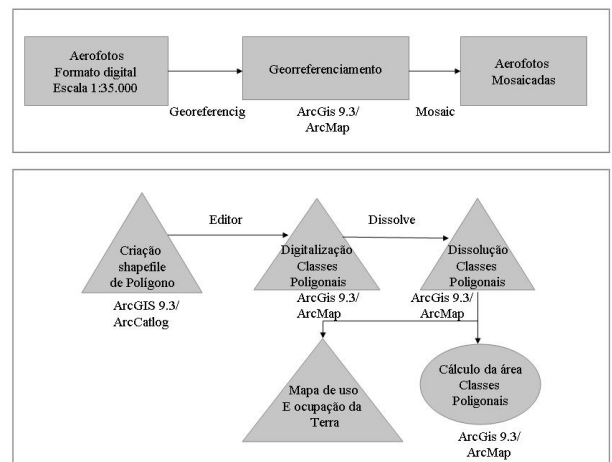 Aerofotos
Formato digital
Escala 1:35.000
Georreferenciamento
Aerofotos
Mosaicadas
Georeferencig
ArcGis 9.3/
ArcMap
Mosaic
Editor
Dissolve
Criação
shapefile
de Polígono
Digitalização
Classes
Poligonais
Dissolução
Classes
Poligonais
ArcGIS 9.3/
ArcCatlog
ArcGis 9.3/
ArcMap
ArcGis 9.3/
ArcMap
Mapa de uso
E ocupação da
Terra
Cálculo da área
Classes
Poligonais
ArcGis 9.3/
ArcMap